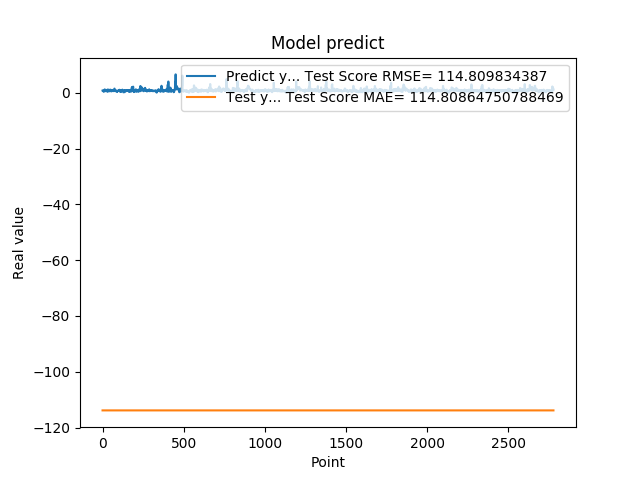 Model predict
Predict y... Test Score RMSE= 114.809834387
Test y... Test Score MAE= 114.80864750788469
Real value
0
−20
−40
−60
−80
−100
−120
0 500 1000 1500 2000 2500
Point